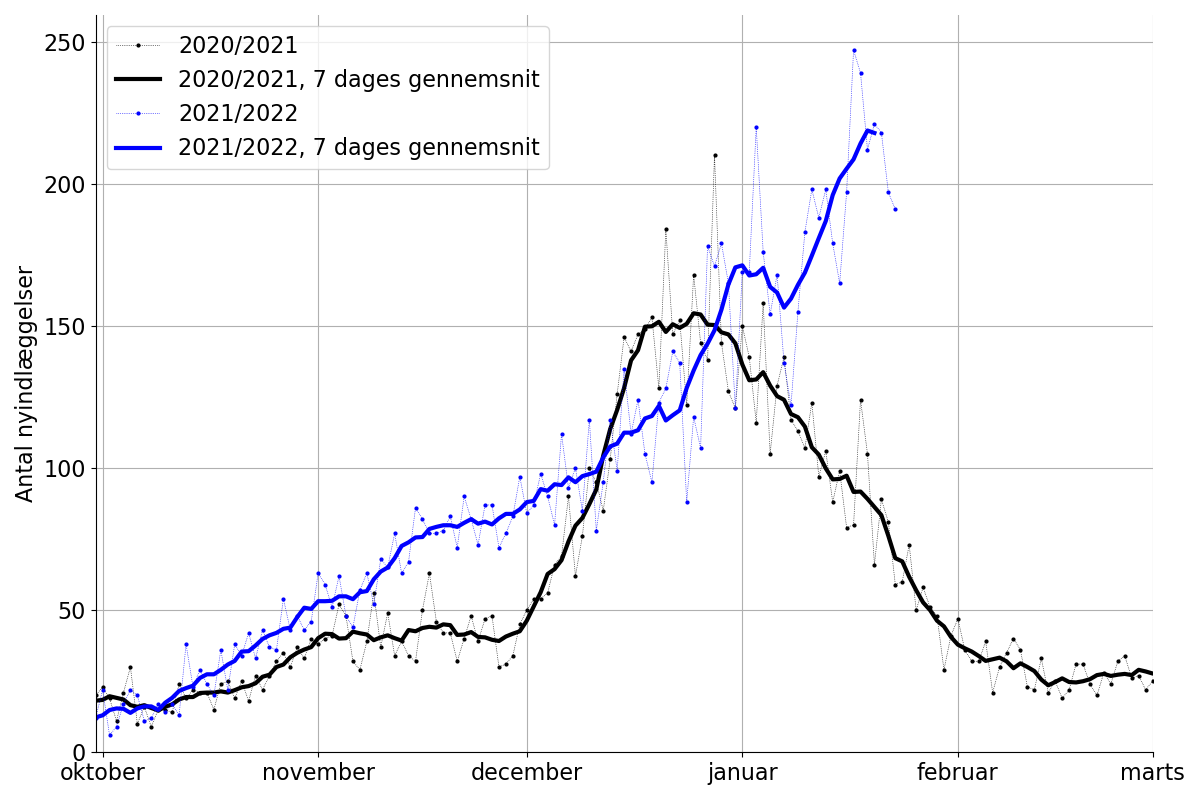 250
200
150
100
50
0
Antal nyindlæggelser
2020/2021
2020/2021, 7 dages gennemsnit
2021/2022
2021/2022, 7 dages gennemsnit
oktober november december januar februar marts